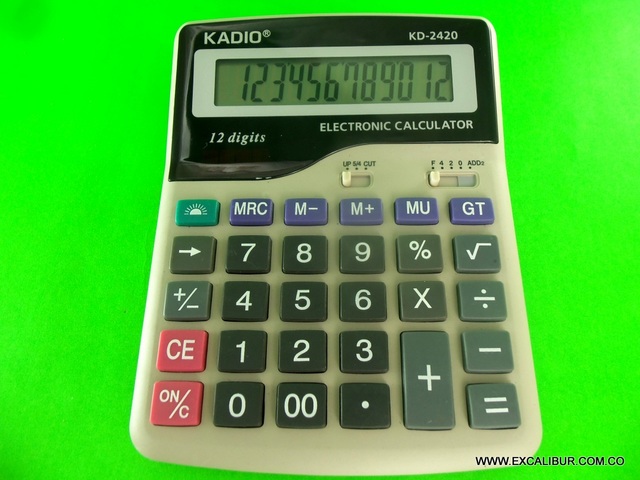 KADIO® KD-2420
123456789012
12 digits ELECTRONIC CALCULATOR
UP 5/4 CUT F 4 2 0 ADD2
MRC M− M+ MU GT
→ 7 8 9 % √
+/− 4 5 6 X ÷
CE 1 2 3 + −
ON/C 0 00 . =
WWW.EXCALIBUR.COM.CO